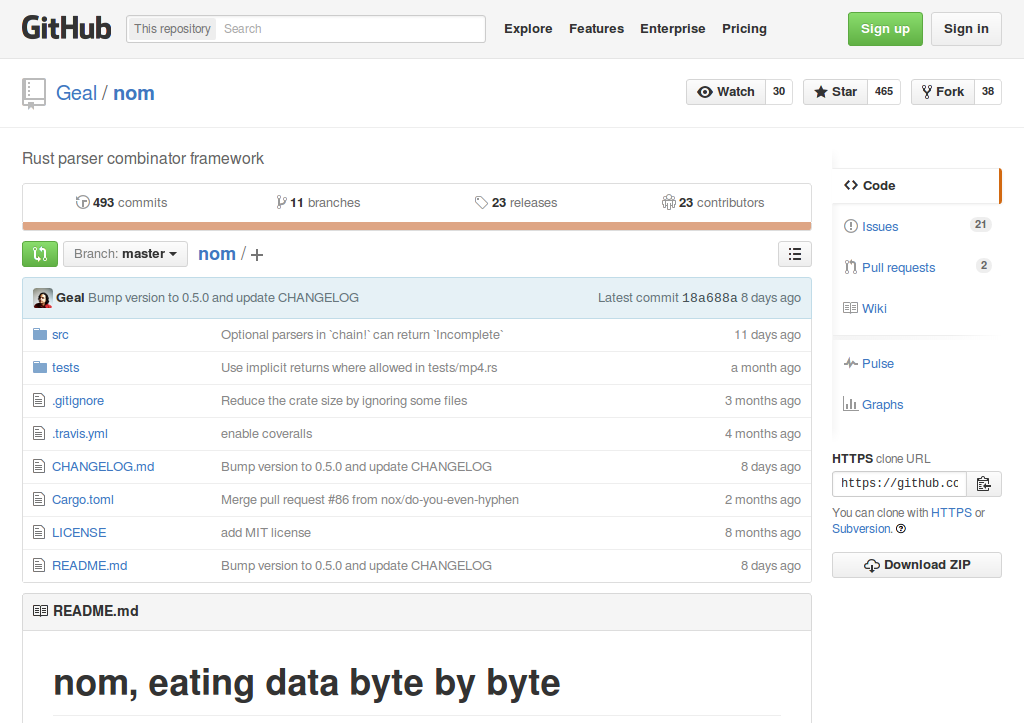 GitHub This repository Search Explore Features Enterprise Pricing Sign up Sign in
Geal / nom Watch 30 Star 465 Fork 38
Rust parser combinator framework
493 commits 11 branches 23 releases 23 contributors
Branch: master nom / +
Geal Bump version to 0.5.0 and update CHANGELOG Latest commit 18a688a 8 days ago
src Optional parsers in `chain!` can return `Incomplete` 11 days ago
tests Use implicit returns where allowed in tests/mp4.rs a month ago
.gitignore Reduce the crate size by ignoring some files 3 months ago
.travis.yml enable coveralls 4 months ago
CHANGELOG.md Bump version to 0.5.0 and update CHANGELOG 8 days ago
Cargo.toml Merge pull request #86 from nox/do-you-even-hyphen 2 months ago
LICENSE add MIT license 8 months ago
README.md Bump version to 0.5.0 and update CHANGELOG 8 days ago
README.md
nom, eating data byte by byte
Code
Issues 21
Pull requests 2
Wiki
Pulse
Graphs
HTTPS clone URL
https://github.cc
You can clone with HTTPS or
Subversion.
Download ZIP